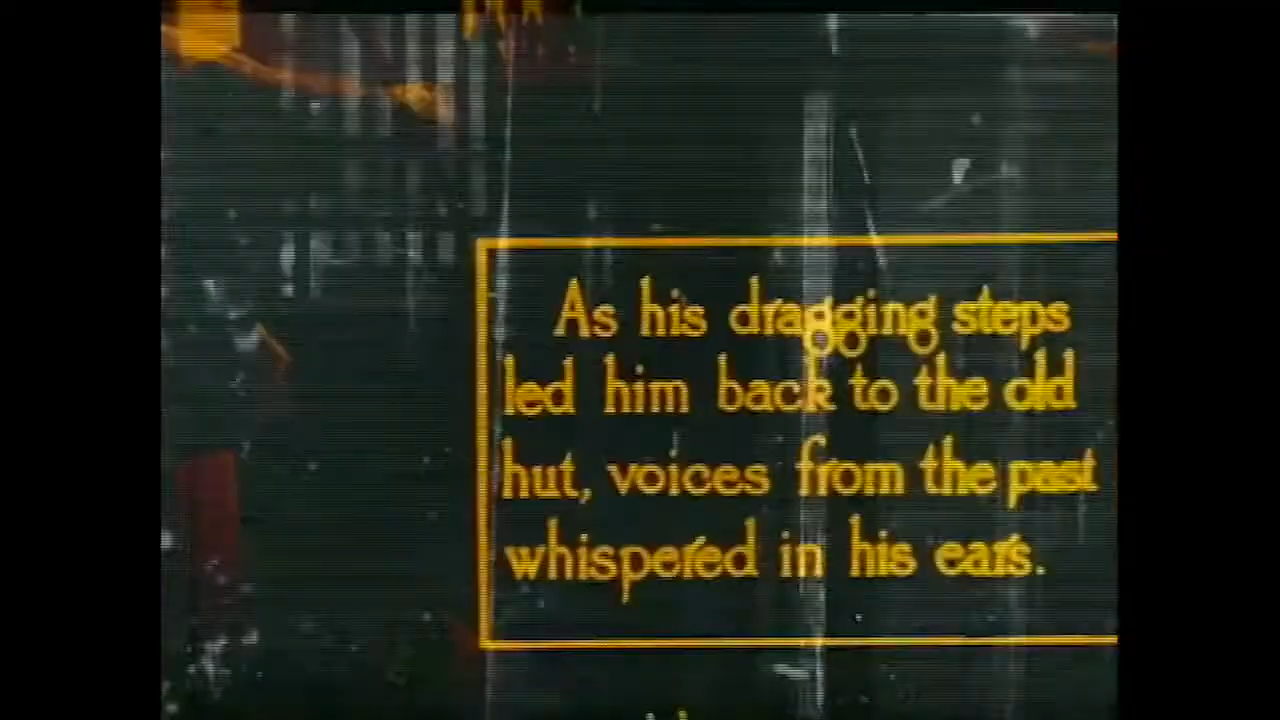 As his dragging steps
led him back to the old
hut, voices from the past
whispered in his ears.